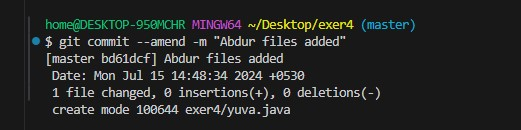 home@DESKTOP-950MCHR MINGW64 ~/Desktop/exer4 (master)
$ git commit --amend -m "Abdur files added"
[master bd61dcf] Abdur files added
 Date: Mon Jul 15 14:48:34 2024 +0530
 1 file changed, 0 insertions(+), 0 deletions(-)
 create mode 100644 exer4/yuva.java